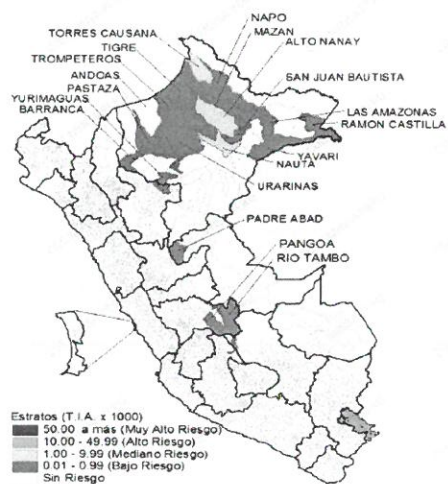 NAPO
TORRES CAUSANA
MAZAN
TIGRE
ALTO NANAY
TROMPETEROS
ANDOAS
SAN JUAN BAUTISTA
PASTAZA
YURIMAGUAS
LAS AMAZONAS
BARRANCA
RAMON CASTILLA
YAVARI
NAUTA
URARINAS
PADRE ABAD
PANGOA
RIO TAMBO
Estratos (T.I.A. x 1000)
50.00 a más (Muy Alto Riesgo)
10.00 - 49.99 (Alto Riesgo)
1.00 - 9.99 (Mediano Riesgo)
0.01 - 0.99 (Bajo Riesgo)
Sin Riesgo